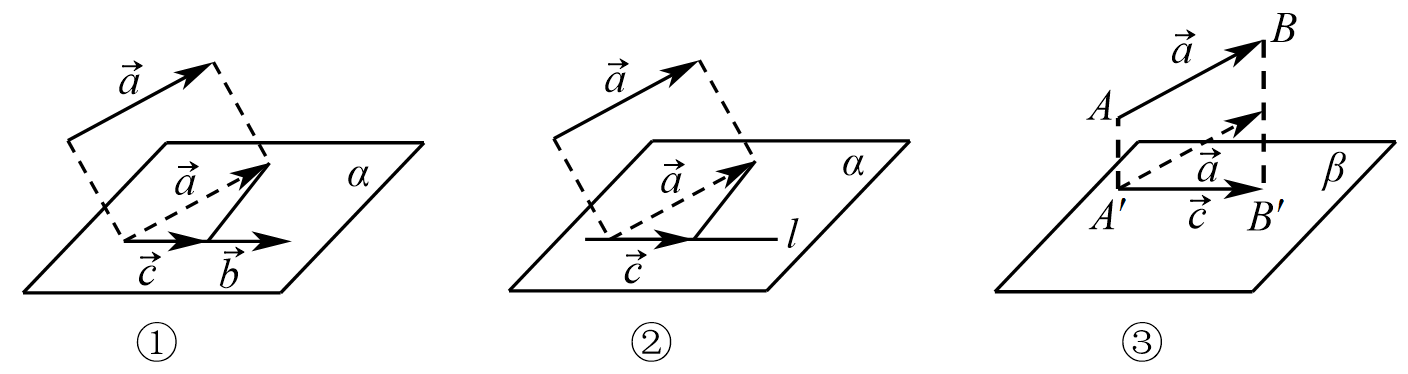 a⃗ α a⃗ c⃗ b⃗
①
a⃗ α a⃗ c⃗ l
②
B a⃗ A β a⃗ A′ c⃗ B′
③